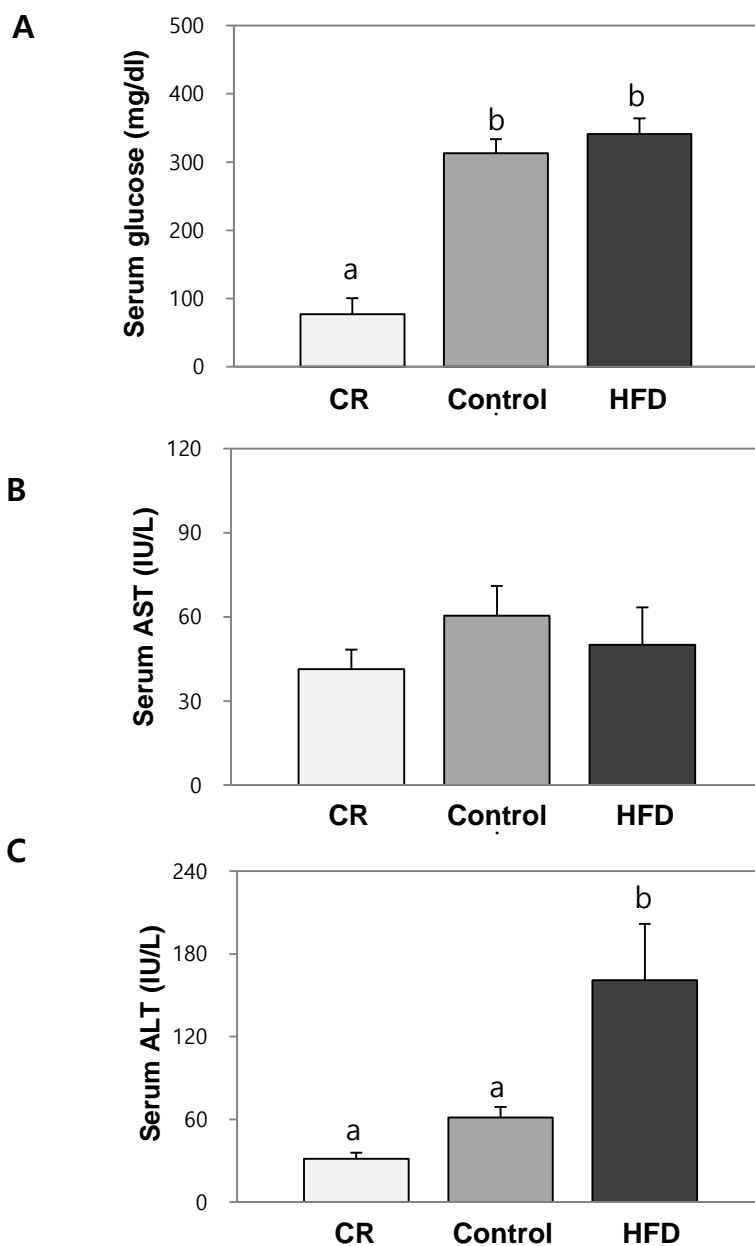 A
Serum glucose (mg/dl)
500
400
300
200
100
0
a
b
b
CR Control HFD
B
Serum AST (IU/L)
120
90
60
30
0
CR Control HFD
C
Serum ALT (IU/L)
240
180
120
60
0
a
a
b
CR Control HFD